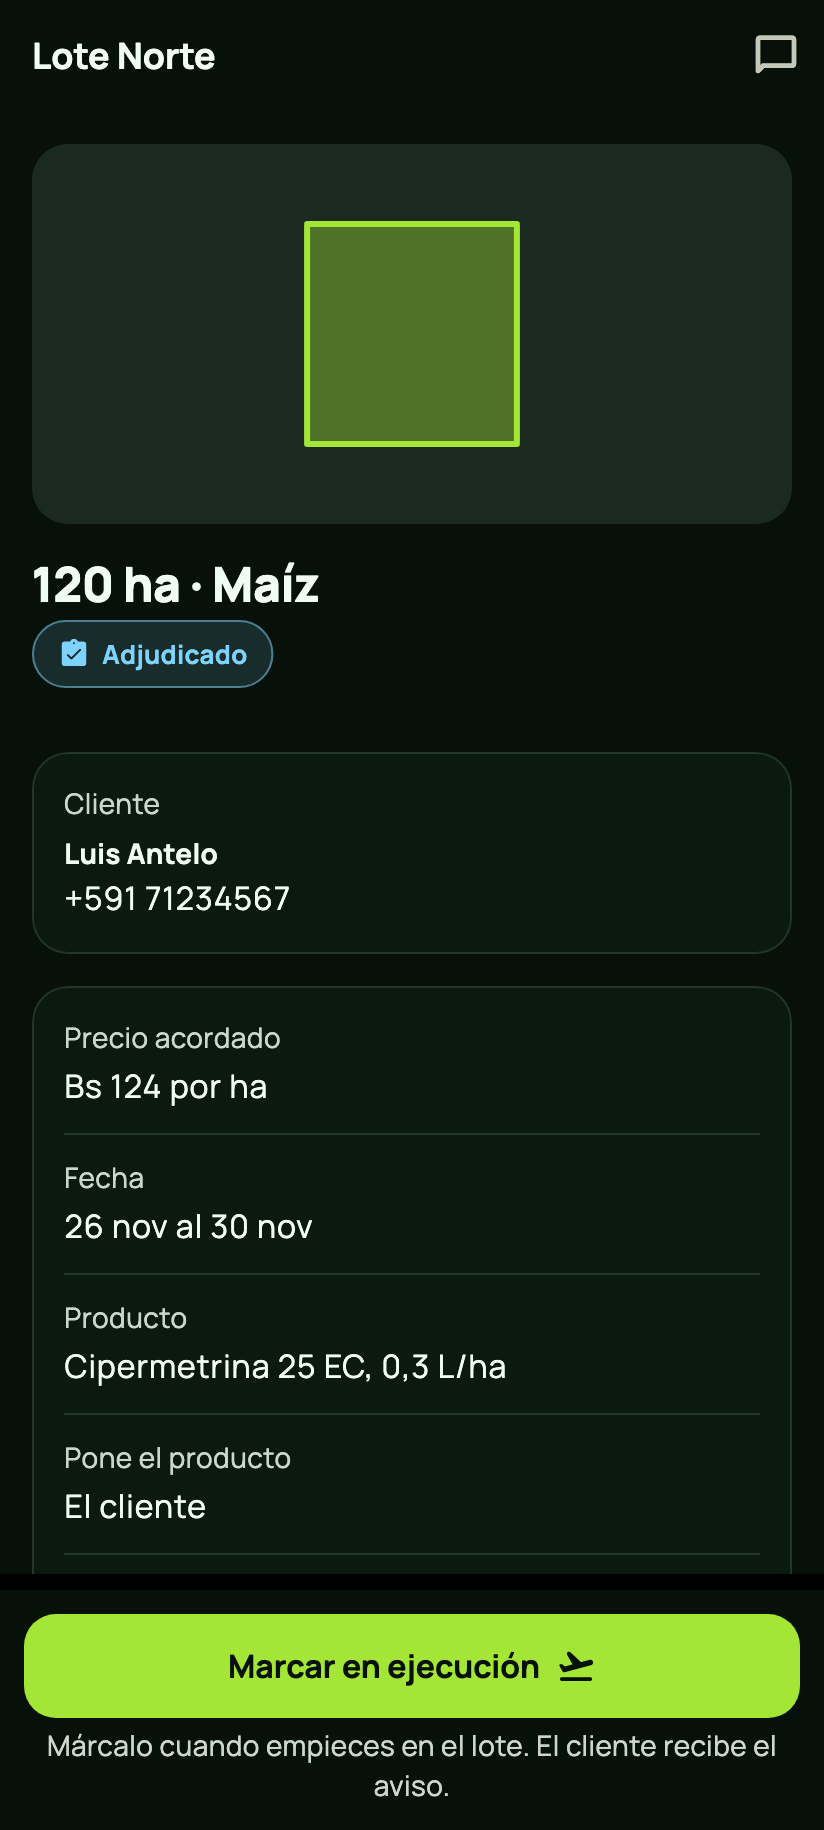 Lote Norte
120 ha · Maíz
Adjudicado
Cliente
Luis Antelo
+591 71234567
Precio acordado
Bs 124 por ha
Fecha
26 nov al 30 nov
Producto
Cipermetrina 25 EC, 0,3 L/ha
Pone el producto
El cliente
Marcar en ejecución
Márcalo cuando empieces en el lote. El cliente recibe el
aviso.